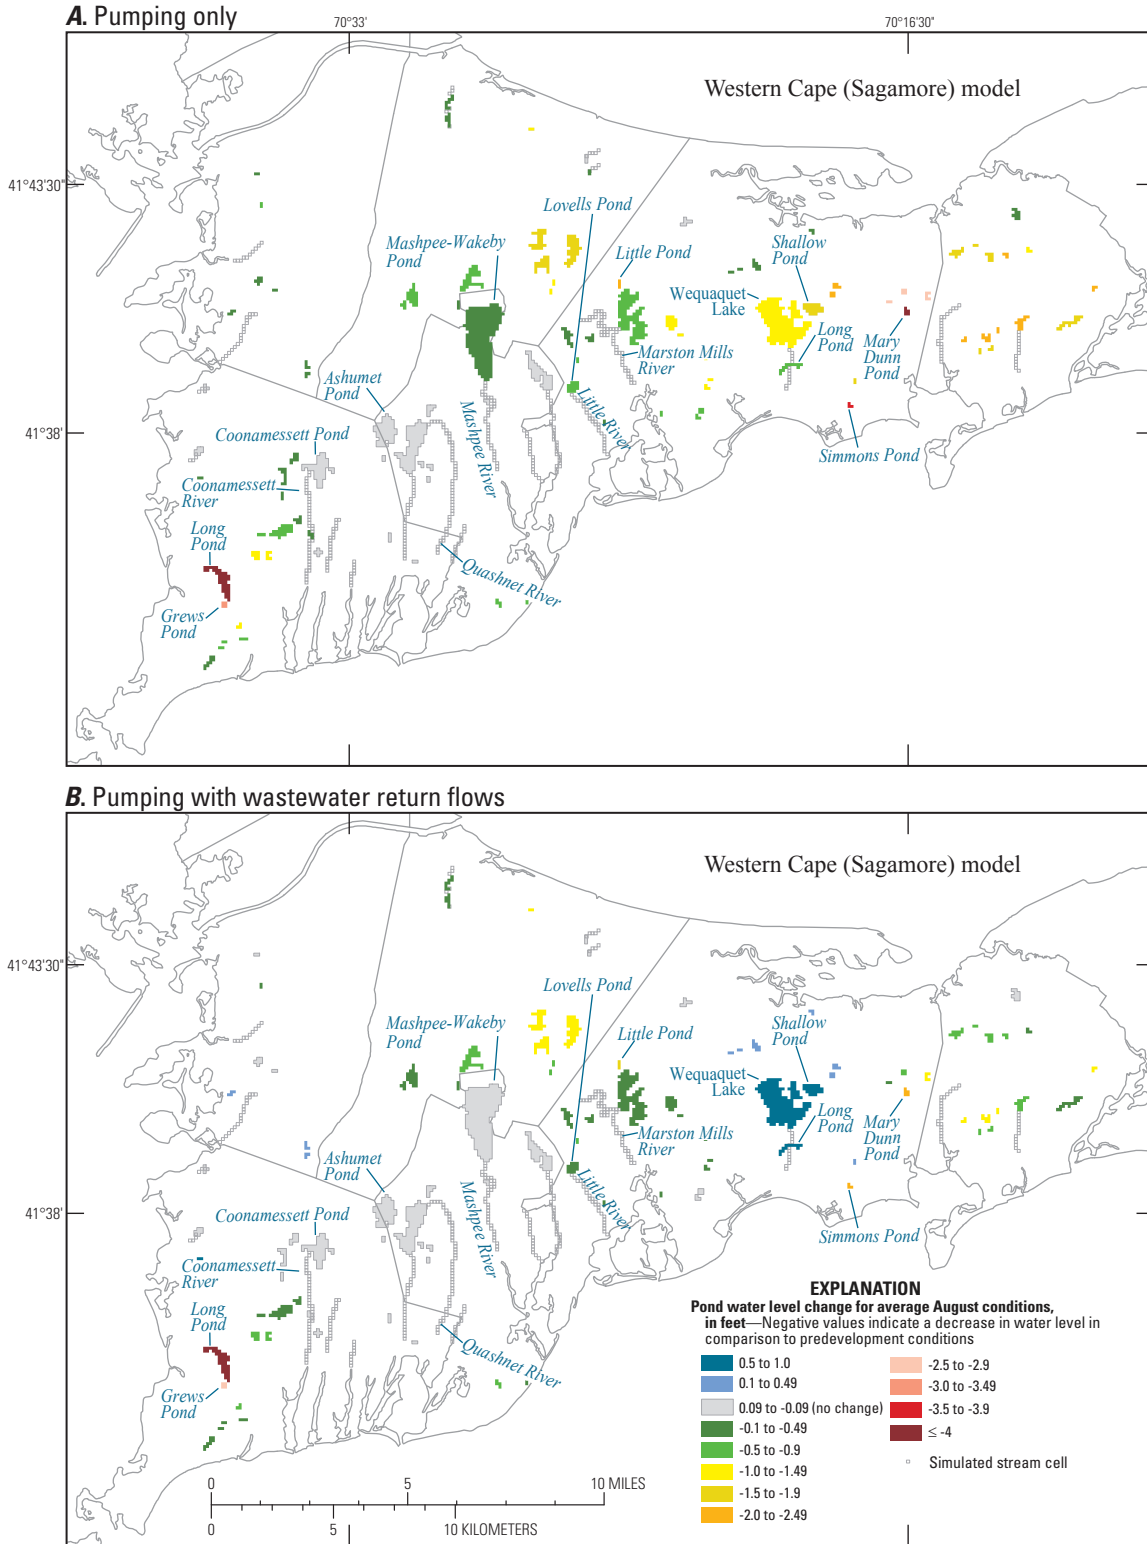 A. Pumping only
70°33'
70°16'30"
Western Cape (Sagamore) model
41°43'30"
Lovells Pond
Mashpee-Wakeby
Pond
Little Pond
Shallow
Pond
Wequaquet
Lake
Long
Pond
Mary
Dunn
Pond
Marston Mills
River
Ashumet
Pond
Little River
Mashpee River
41°38'
Coonamessett Pond
Simmons Pond
Coonamessett
River
Long
Pond
Quashnet River
Grews
Pond
B. Pumping with wastewater return flows
Western Cape (Sagamore) model
41°43'30"
Lovells Pond
Mashpee-Wakeby
Pond
Little Pond
Shallow
Pond
Wequaquet
Lake
Long
Pond
Mary
Dunn
Pond
Marston Mills
River
Ashumet
Pond
Little River
Mashpee River
41°38'
Coonamessett Pond
Simmons Pond
Coonamessett
River
Long
Pond
Quashnet River
Grews
Pond
EXPLANATION
Pond water level change for average August conditions,
in feet—Negative values indicate a decrease in water level in
comparison to predevelopment conditions
0.5 to 1.0
0.1 to 0.49
0.09 to -0.09 (no change)
-0.1 to -0.49
-0.5 to -0.9
-1.0 to -1.49
-1.5 to -1.9
-2.0 to -2.49
-2.5 to -2.9
-3.0 to -3.49
-3.5 to -3.9
≤ -4
Simulated stream cell
0 5 10 MILES
0 5 10 KILOMETERS